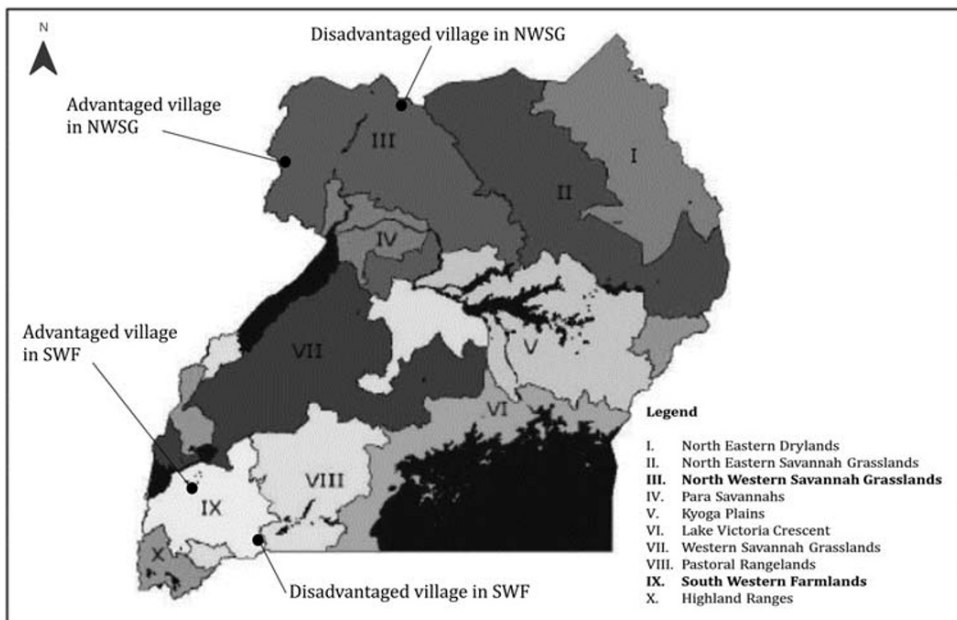 N
Disadvantaged village in NWSG
Advantaged village
in NWSG
III
I
II
IV
Advantaged village
in SWF
VII
V
VI
VIII
IX
X
Disadvantaged village in SWF
Legend
I. North Eastern Drylands
II. North Eastern Savannah Grasslands
III. North Western Savannah Grasslands
IV. Para Savannahs
V. Kyoga Plains
VI. Lake Victoria Crescent
VII. Western Savannah Grasslands
VIII. Pastoral Rangelands
IX. South Western Farmlands
X. Highland Ranges